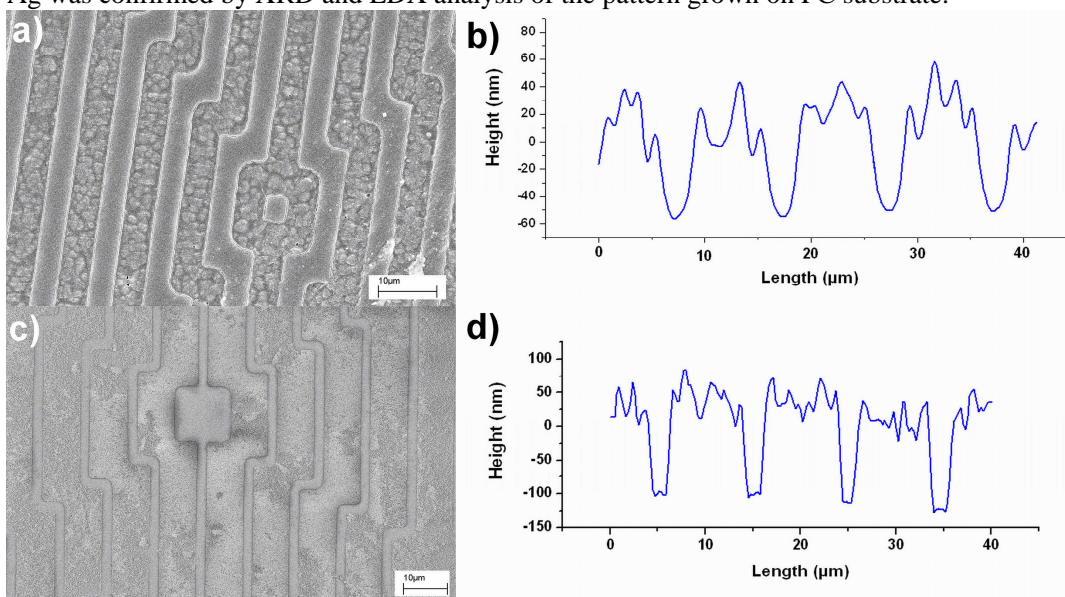 Ag was confirmed by XRD and EDX analysis of the pattern grown on PC substrate.
a)
10µm
b)
Height (nm)
80
60
40
20
0
-20
-40
-60
0 10 20 30 40
Length (µm)
c)
10µm
d)
Height (nm)
100
50
0
-50
-100
-150
0 10 20 30 40
Length (µm)